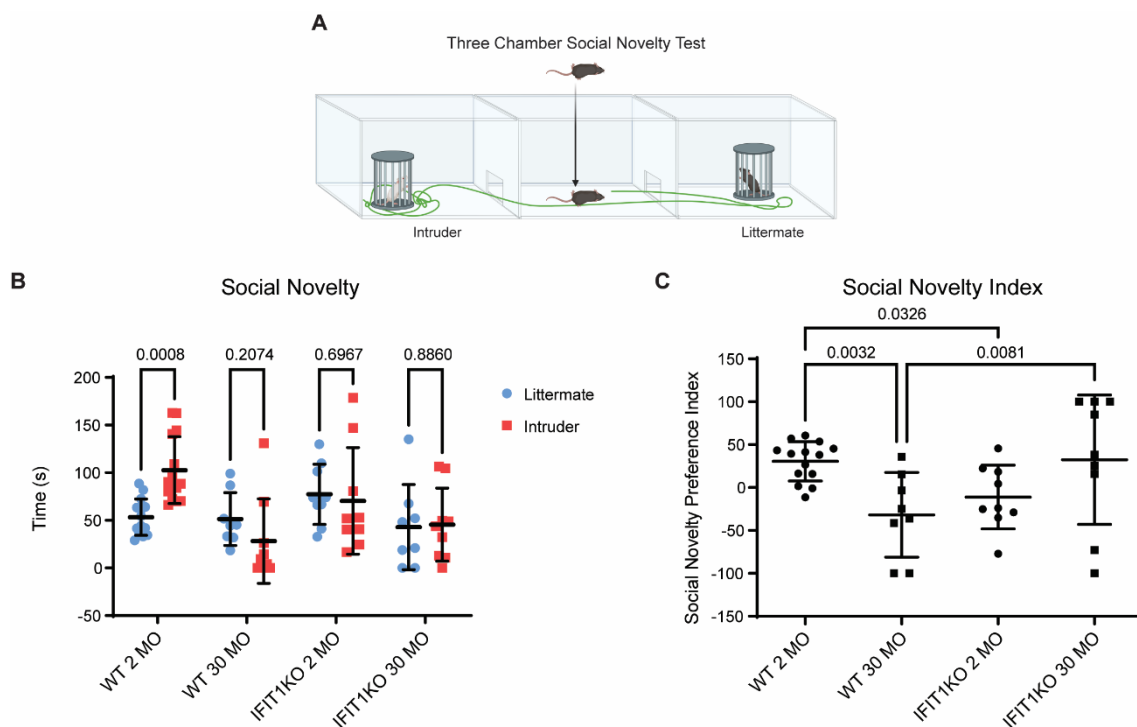 A
Three Chamber Social Novelty Test
Intruder
Littermate
B
Social Novelty
0.0008
0.2074
0.6967
0.8860
200
150
100
50
0
-50
Time (s)
WT 2 MO
WT 30 MO
IFIT1KO 2 MO
IFIT1KO 30 MO
Littermate
Intruder
C
Social Novelty Index
0.0326
0.0032
0.0081
150
100
50
0
-50
-100
-150
Social Novelty Preference Index
WT 2 MO
WT 30 MO
IFIT1KO 2 MO
IFIT1KO 30 MO